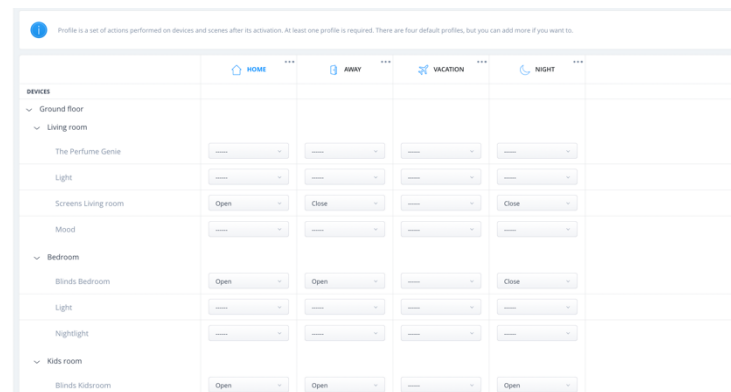 Profile is a set of actions performed on devices and scenes after its activation. At least one profile is required. There are four default profiles, but you can add more if you want to.
HOME AWAY VACATION NIGHT
DEVICES
Ground floor
Living room
The Perfume Genie ----- ----- ----- -----
Light ----- ----- ----- -----
Screens Living room Open Close ----- Close
Mood ----- ----- ----- -----
Bedroom
Blinds Bedroom Open Open ----- Close
Light ----- ----- ----- -----
Nightlight ----- ----- ----- -----
Kids room
Blinds Kidsroom Open Open ----- Open